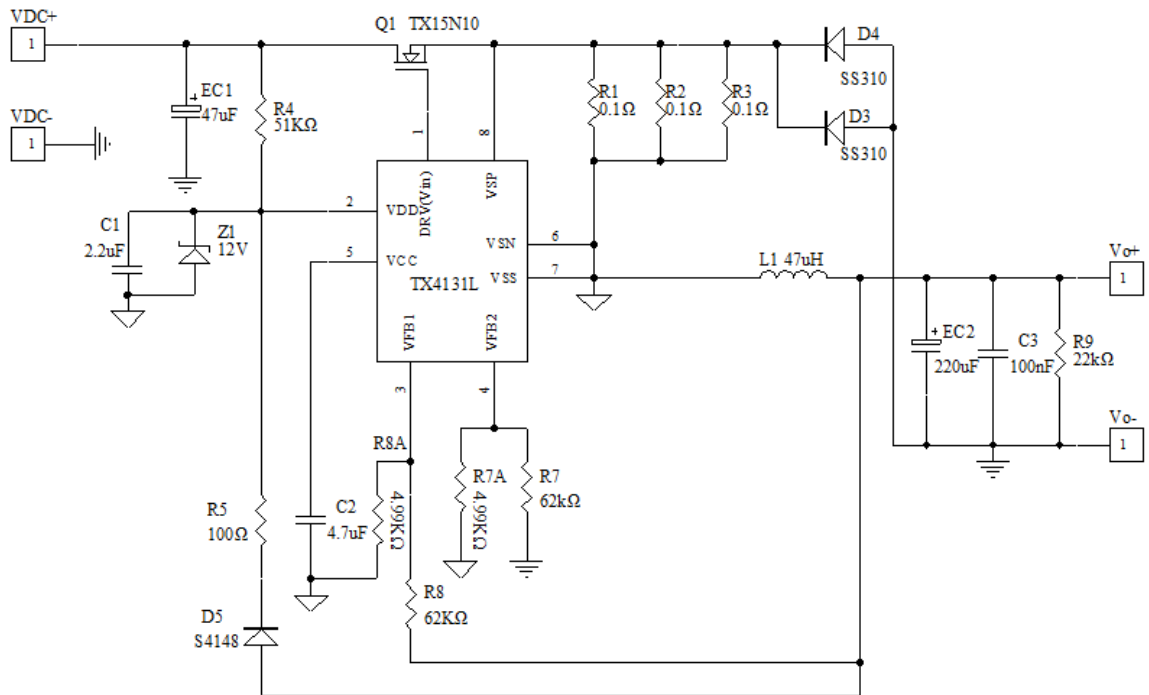 VDC+
1
Q1 TX15N10
D4
SS310
EC1
+
47uF
R4
51KΩ
R1
0.1Ω
R2
0.1Ω
R3
0.1Ω
D3
SS310
VDC-
1
1
8
DRV(Vin)
VSP
2
VDD
C1
2.2uF
Z1
12V
5
VCC
VSN
6
VSS
7
TX4131L
L1 47uH
Vo+
1
VFB1
VFB2
+
EC2
220uF
C3
100nF
R9
22kΩ
3
4
Vo-
1
R8A
4.99KΩ
R7A
4.99KΩ
R7
62kΩ
R5
100Ω
C2
4.7uF
R8
62KΩ
D5
S4148